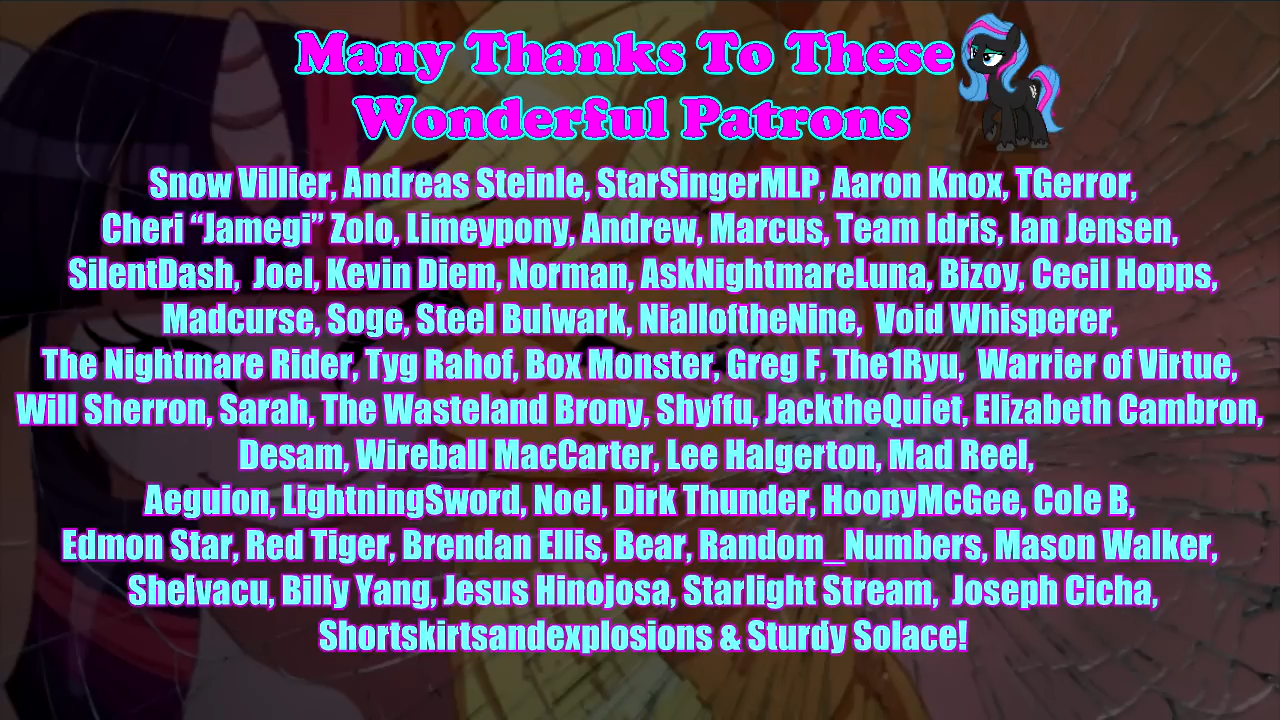 Many Thanks To These
Wonderful Patrons
Snow Villier, Andreas Steinle, StarSingerMLP, Aaron Knox, TGerror,
Cheri “Jamegi” Zolo, Limeypony, Andrew, Marcus, Team Idris, Ian Jensen,
SilentDash,  Joel, Kevin Diem, Norman, AskNightmareLuna, Bizoy, Cecil Hopps,
Madcurse, Soge, Steel Bulwark, NialloftheNine,  Void Whisperer,
The Nightmare Rider, Tyg Rahof, Box Monster, Greg F, The1Ryu,  Warrier of Virtue,
Will Sherron, Sarah, The Wasteland Brony, Shyffu, JacktheQuiet, Elizabeth Cambron,
Desam, Wireball MacCarter, Lee Halgerton, Mad Reel,
Aeguion, LightningSword, Noel, Dirk Thunder, HoopyMcGee, Cole B,
Edmon Star, Red Tiger, Brendan Ellis, Bear, Random_Numbers, Mason Walker,
Shelvacu, Billy Yang, Jesus Hinojosa, Starlight Stream,  Joseph Cicha,
Shortskirtsandexplosions & Sturdy Solace!